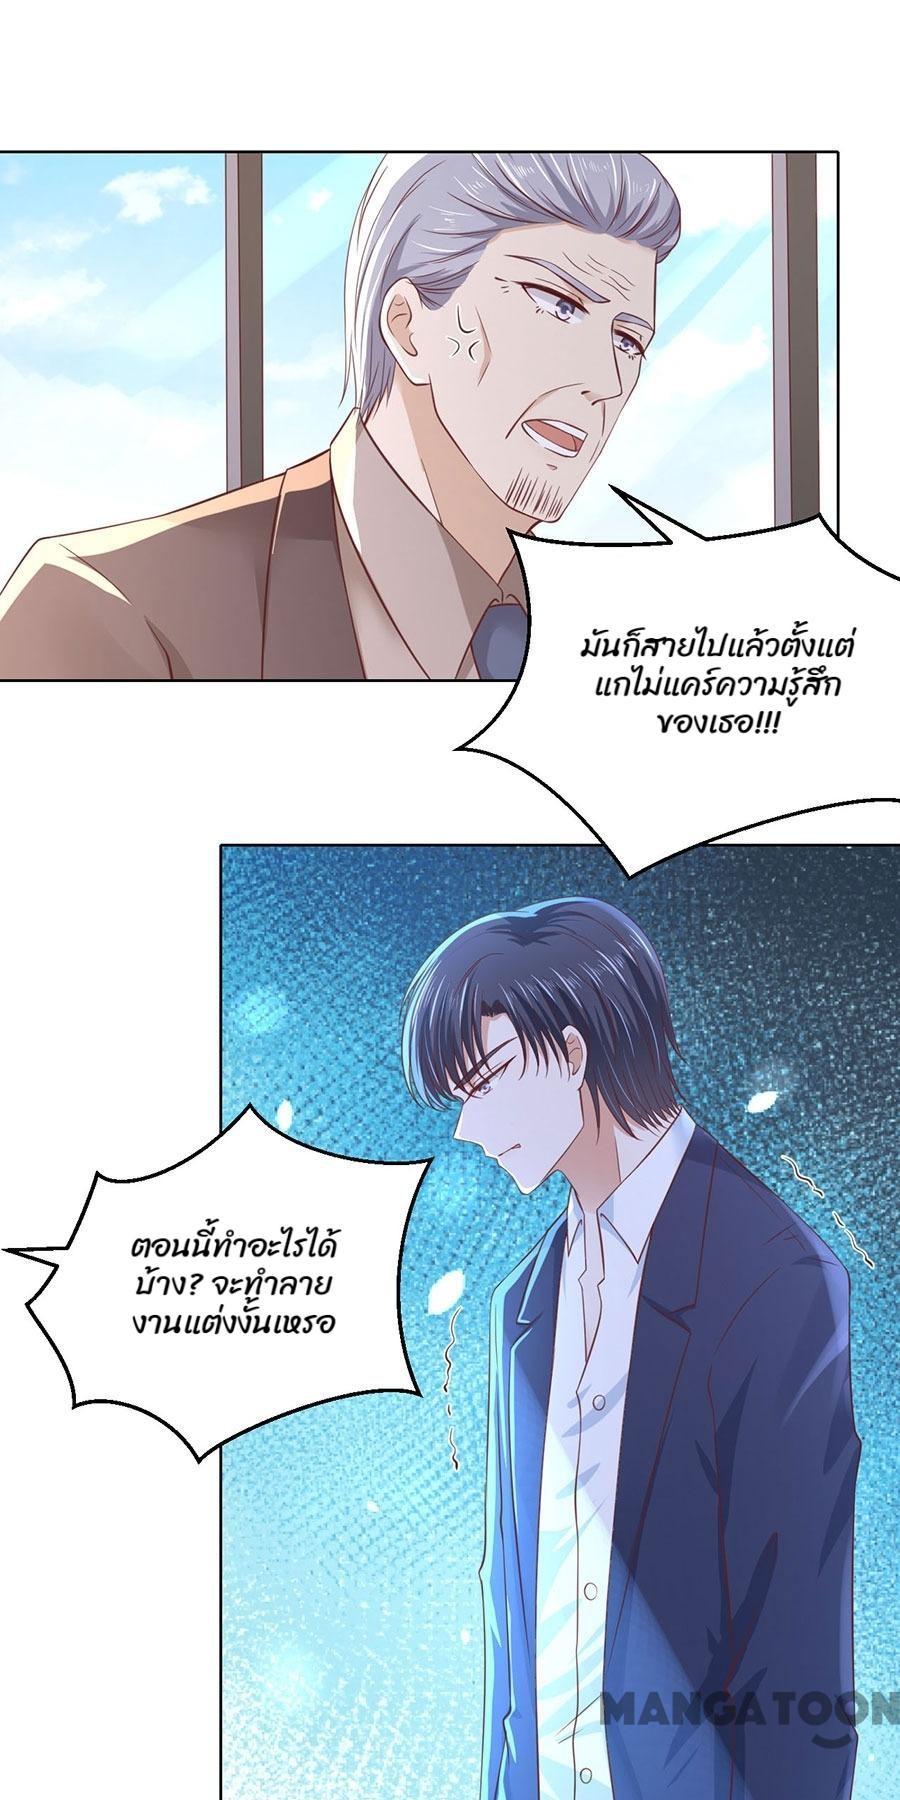 มันก็สายไปแล้วตั้งแต่
แกไม่แคร์ความรู้สึก
ของเธอ!!!
ตอนนี้ทำอะไรได้
บ้าง? จะทำลาย
งานแต่งงั้นเหรอ
MANGATOON